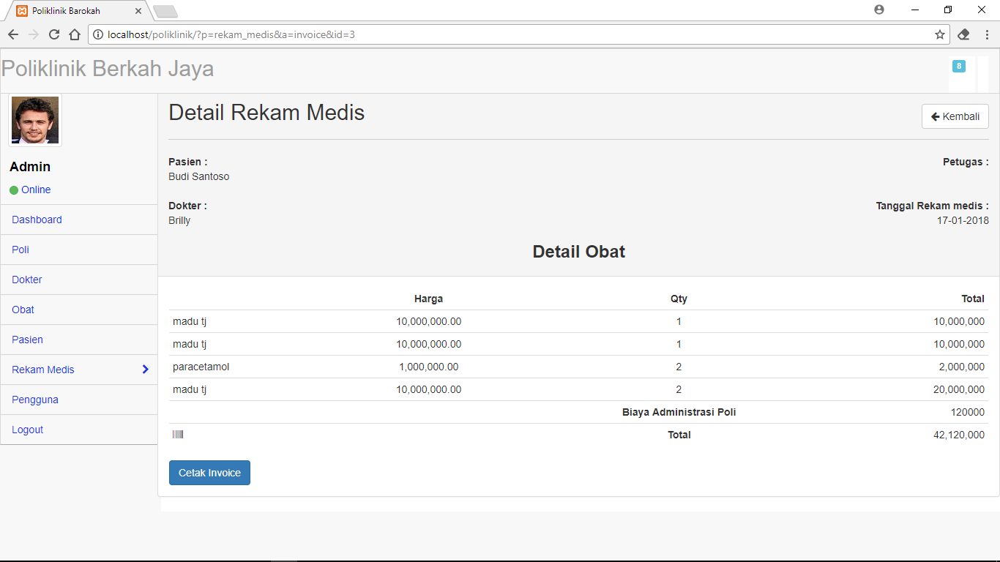 Poliklinik Barokah
localhost/poliklinik/?p=rekam_medis&a=invoice&id=3
Poliklinik Berkah Jaya
8
Admin
Online
Dashboard
Poli
Dokter
Obat
Pasien
Rekam Medis
Pengguna
Logout
Detail Rekam Medis
Kembali
Pasien : Petugas :
Budi Santoso
Dokter : Tanggal Rekam medis :
Brilly 17-01-2018
Detail Obat
Harga Qty Total
madu tj 10,000,000.00 1 10,000,000
madu tj 10,000,000.00 1 10,000,000
paracetamol 1,000,000.00 2 2,000,000
madu tj 10,000,000.00 2 20,000,000
Biaya Administrasi Poli 120000
Total 42,120,000
Cetak Invoice